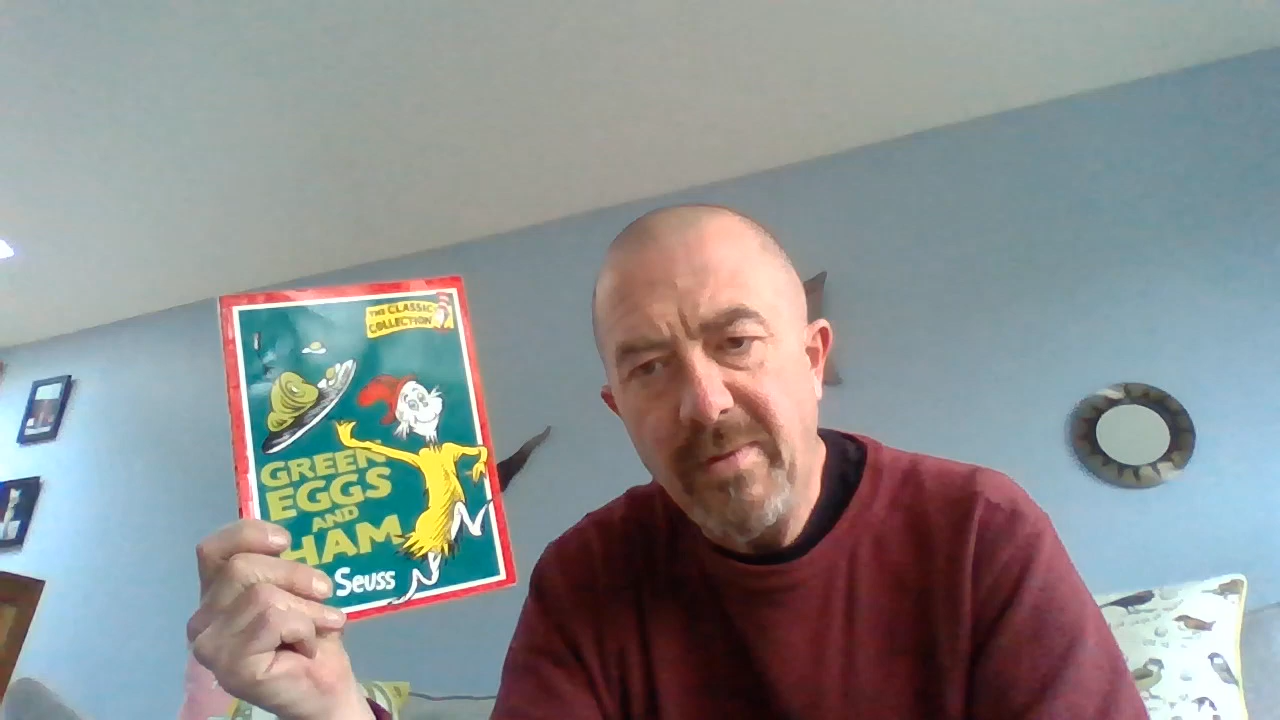 THE CLASSIC
COLLECTION
GREEN
EGGS
AND
HAM
Seuss